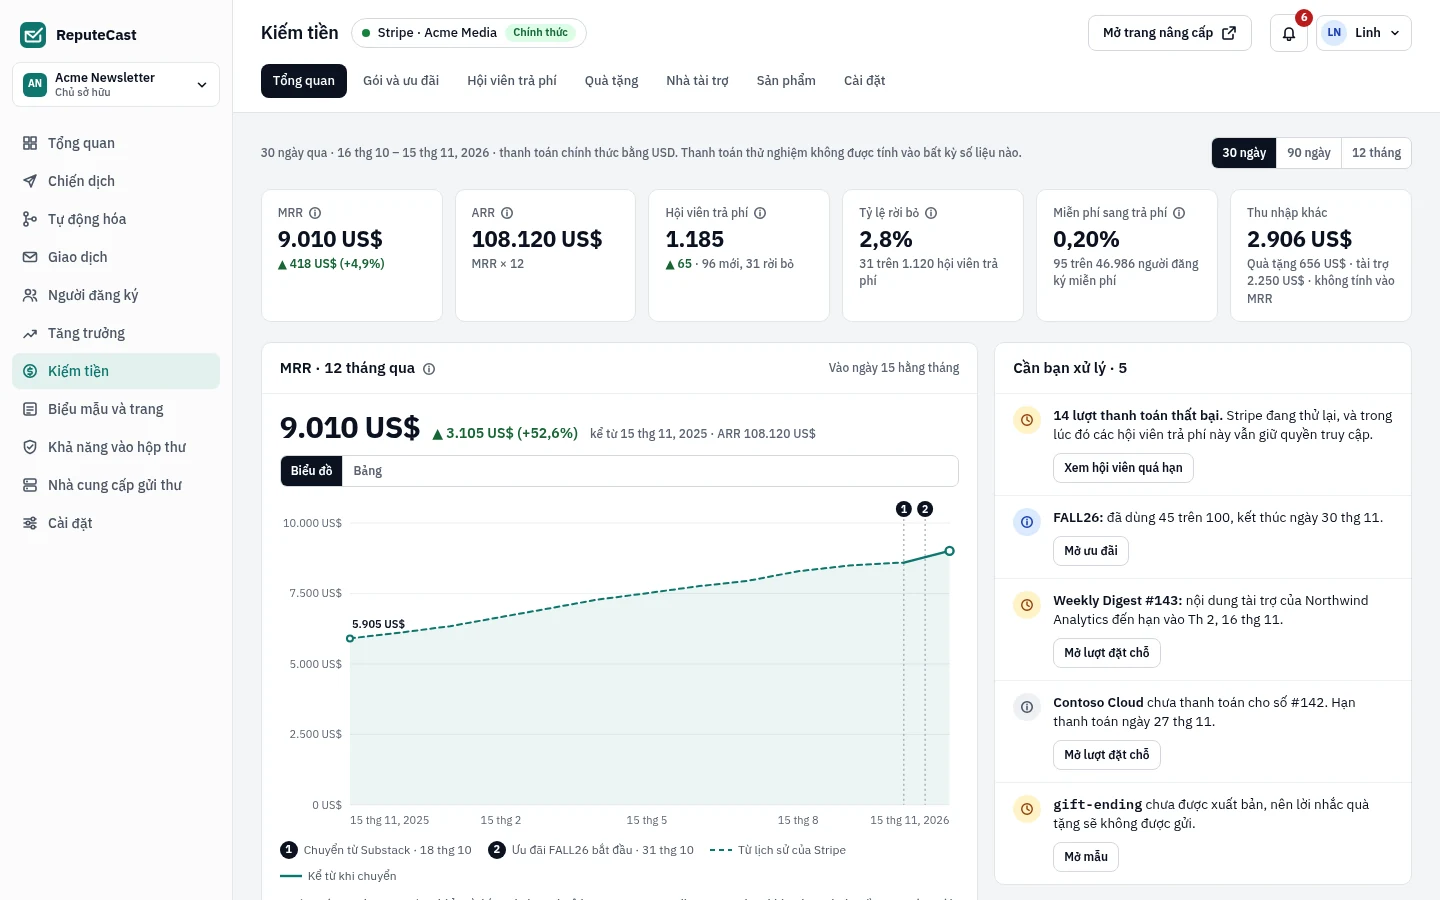 ReputeCast
AN
Acme Newsletter
Chủ sở hữu
Tổng quan
Chiến dịch
Tự động hóa
Giao dịch
Người đăng ký
Tăng trưởng
Kiếm tiền
Biểu mẫu và trang
Khả năng vào hộp thư
Nhà cung cấp gửi thư
Cài đặt
Kiếm tiền
Stripe · Acme Media Chính thức
Mở trang nâng cấp
6
LN Linh
Tổng quan Gói và ưu đãi Hội viên trả phí Quà tặng Nhà tài trợ Sản phẩm Cài đặt
30 ngày qua · 16 thg 10 – 15 thg 11, 2026 · thanh toán chính thức bằng USD. Thanh toán thử nghiệm không được tính vào bất kỳ số liệu nào.
30 ngày 90 ngày 12 tháng
MRR
9.010 US$
▲ 418 US$ (+4,9%)
ARR
108.120 US$
MRR × 12
Hội viên trả phí
1.185
▲ 65 · 96 mới, 31 rời bỏ
Tỷ lệ rời bỏ
2,8%
31 trên 1.120 hội viên trả
phí
Miễn phí sang trả phí
0,20%
95 trên 46.986 người đăng
ký miễn phí
Thu nhập khác
2.906 US$
Quà tặng 656 US$ · tài trợ
2.250 US$ · không tính vào
MRR
MRR · 12 tháng qua
Vào ngày 15 hằng tháng
9.010 US$ ▲ 3.105 US$ (+52,6%) kể từ 15 thg 11, 2025 · ARR 108.120 US$
Biểu đồ Bảng
1 2
10.000 US$
7.500 US$
5.905 US$
5.000 US$
2.500 US$
0 US$
15 thg 11, 2025 15 thg 2 15 thg 5 15 thg 8 15 thg 11, 2026
1 Chuyển từ Substack · 18 thg 10 2 Ưu đãi FALL26 bắt đầu · 31 thg 10 Từ lịch sử của Stripe
Kể từ khi chuyển
Cần bạn xử lý · 5
14 lượt thanh toán thất bại. Stripe đang thử lại, và trong
lúc đó các hội viên trả phí này vẫn giữ quyền truy cập.
Xem hội viên quá hạn
FALL26: đã dùng 45 trên 100, kết thúc ngày 30 thg 11.
Mở ưu đãi
Weekly Digest #143: nội dung tài trợ của Northwind
Analytics đến hạn vào Th 2, 16 thg 11.
Mở lượt đặt chỗ
Contoso Cloud chưa thanh toán cho số #142. Hạn
thanh toán ngày 27 thg 11.
Mở lượt đặt chỗ
gift-ending chưa được xuất bản, nên lời nhắc quà
tặng sẽ không được gửi.
Mở mẫu